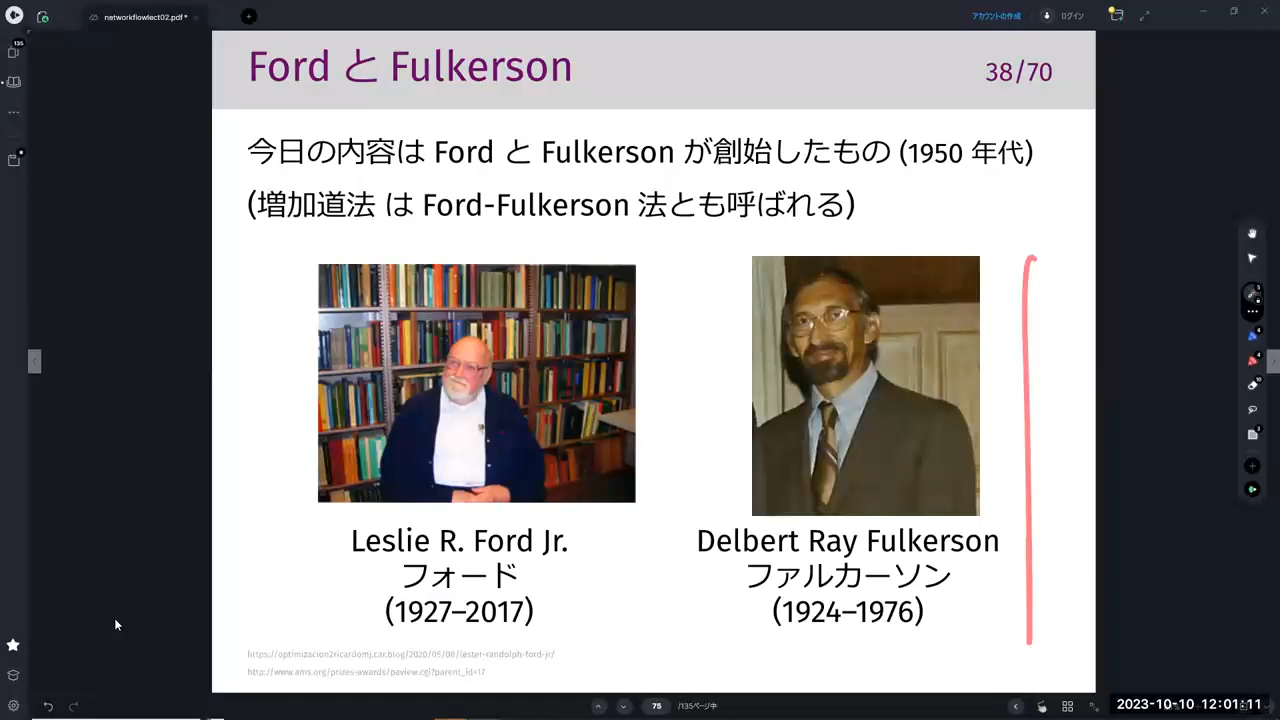 networkflowlect02.pdf *
アカウントの作成
ログイン
135
Ford と Fulkerson
38/70
今日の内容は Ford と Fulkerson が創始したもの (1950 年代)
(増加道法 は Ford-Fulkerson 法とも呼ばれる)
Leslie R. Ford Jr.
フォード
(1927–2017)
Delbert Ray Fulkerson
ファルカーソン
(1924–1976)
https://optimizacion2ricardomj.car.blog/2020/05/08/lester-randolph-ford-jr/
http://www.ams.org/prizes-awards/paview.cgi?parent_id=17
75
/135ページ中
2023-10-10 12:01:11